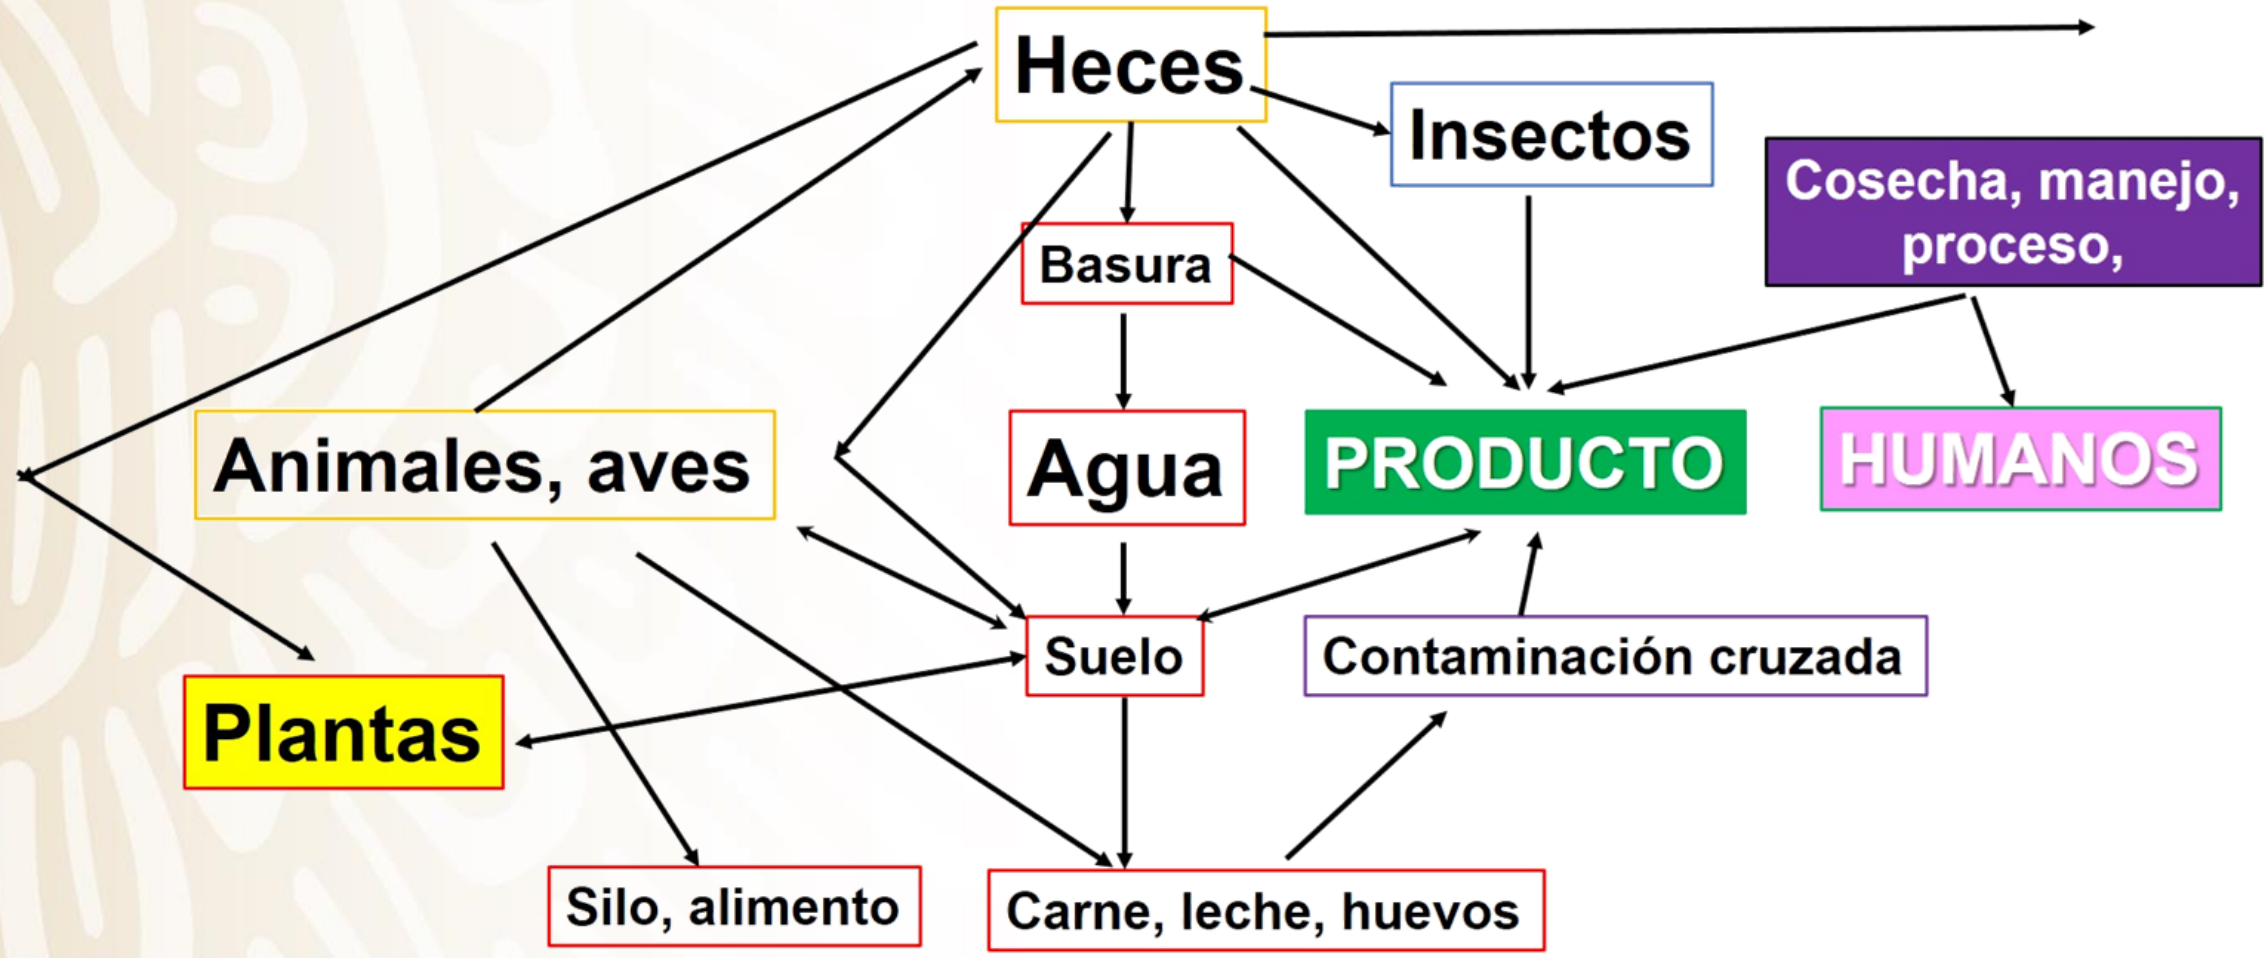 Heces
Insectos
Cosecha, manejo,
proceso,
Basura
Animales, aves
Agua
PRODUCTO
HUMANOS
Suelo
Contaminación cruzada
Plantas
Silo, alimento
Carne, leche, huevos